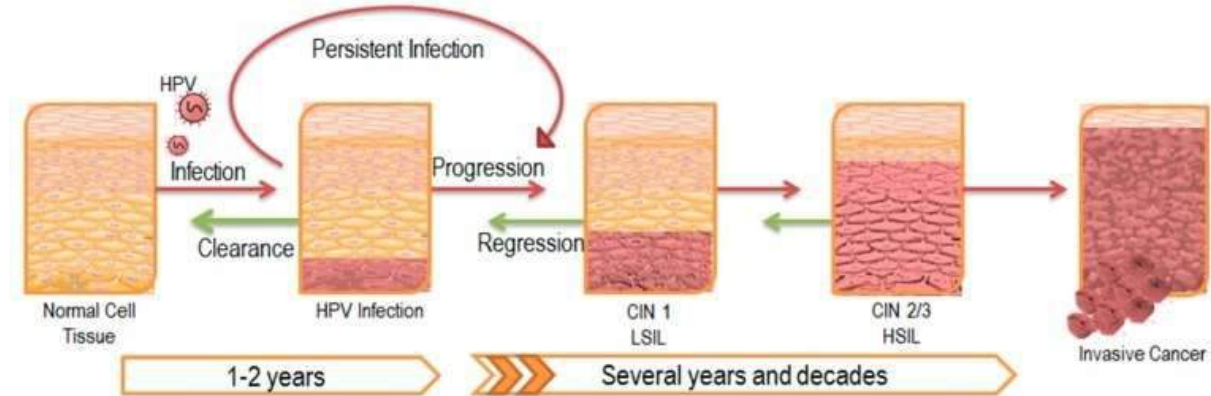 Persistent Infection
HPV
Infection
Progression
Clearance
Regression
Normal Cell
Tissue
HPV Infection
CIN 1
LSIL
CIN 2/3
HSIL
Invasive Cancer
1-2 years
Several years and decades